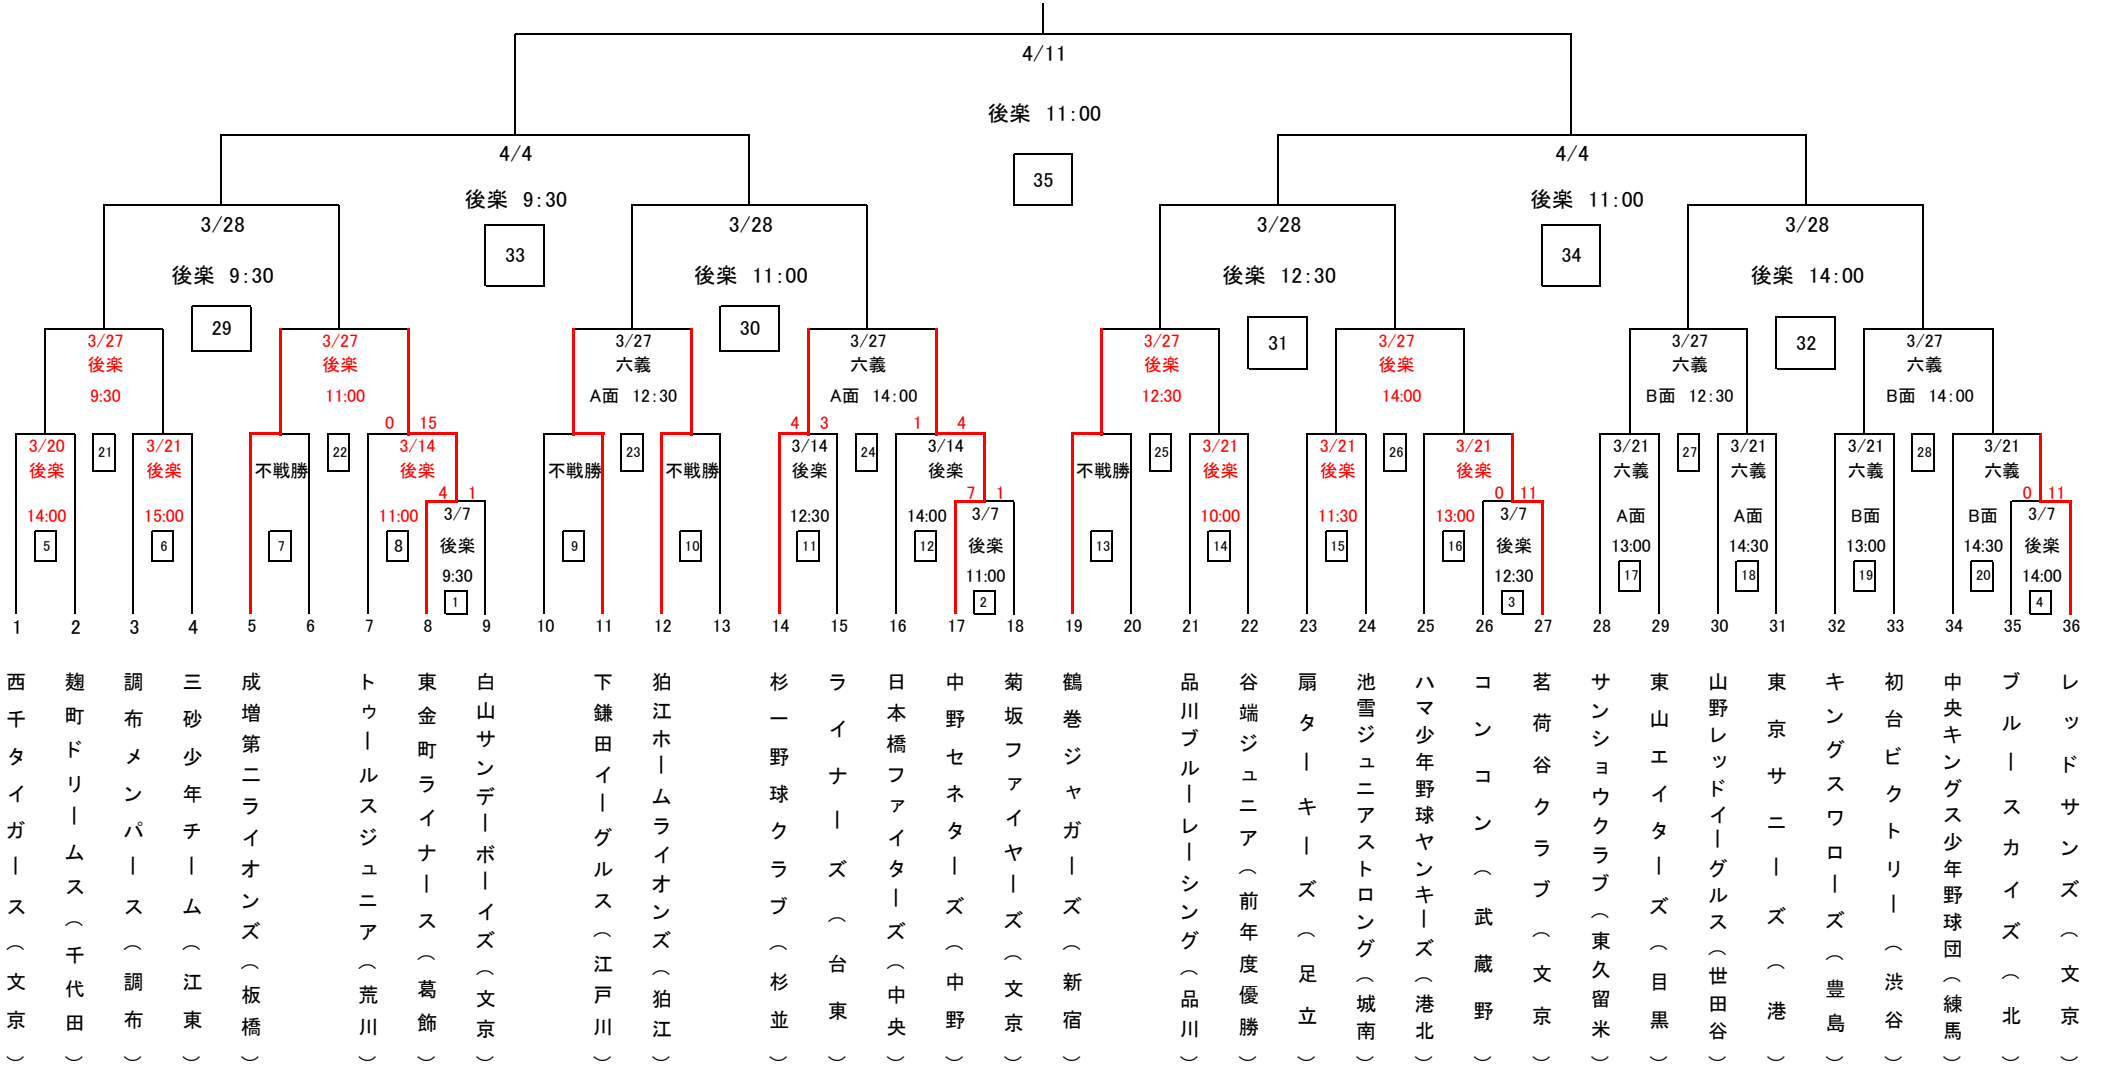 4/11
後楽 11:00
35
4/4
後楽 9:30
33
4/4
後楽 11:00
34
3/28
後楽 9:30
29
3/28
後楽 11:00
30
3/28
後楽 12:30
31
3/28
後楽 14:00
32
3/27
後楽
9:30
21
3/27
後楽
11:00
22
3/27
六義
A面 12:30
23
3/27
六義
A面 14:00
24
3/27
後楽
12:30
25
3/27
後楽
14:00
26
3/27
六義
B面 12:30
27
3/27
六義
B面 14:00
28
3/20
後楽
14:00
5
3/21
後楽
15:00
6
不戦勝
7
0 15
3/14
後楽
11:00
8
4 1
3/7
後楽
9:30
1
不戦勝
9
不戦勝
10
4 3
3/14
後楽
12:30
11
1 4
3/14
後楽
14:00
12
7 1
3/7
後楽
11:00
2
不戦勝
13
3/21
後楽
10:00
14
3/21
後楽
11:30
15
3/21
後楽
13:00
16
0 11
3/7
後楽
12:30
3
3/21
六義
A面
13:00
17
3/21
六義
A面
14:30
18
3/21
六義
B面
13:00
19
3/21
六義
B面
14:30
20
0 11
3/7
後楽
14:00
4
1 2 3 4 5 6 7 8 9 10 11 12 13 14 15 16 17 18 19 20 21 22 23 24 25 26 27 28 29 30 31 32 33 34 35 36
西千タイガース（文京）
麹町ドリームス（千代田）
調布メンパース（調布）
三砂少年チーム（江東）
成増第二ライオンズ（板橋）
トゥールスジュニア（荒川）
東金町ライナース（葛飾）
白山サンデーボーイズ（文京）
下鎌田イーグルス（江戸川）
狛江ホームライオンズ（狛江）
杉一野球クラブ（杉並）
ライナーズ（台東）
日本橋ファイターズ（中央）
中野セネターズ（中野）
菊坂ファイヤーズ（文京）
鶴巻ジャガーズ（新宿）
品川ブルーレーシング（品川）
谷端ジュニア（前年度優勝）
扇ターキーズ（足立）
池雪ジュニアストロング（城南）
ハマ少年野球ヤンキーズ（港北）
コンコン（武蔵野）
茗荷谷クラブ（文京）
サンショウクラブ（東久留米）
東山エイターズ（目黒）
山野レッドイーグルス（世田谷）
東京サニーズ（港）
キングスワローズ（豊島）
初台ビクトリー（渋谷）
中央キングス少年野球団（練馬）
ブルースカイズ（北）
レッドサンズ（文京）